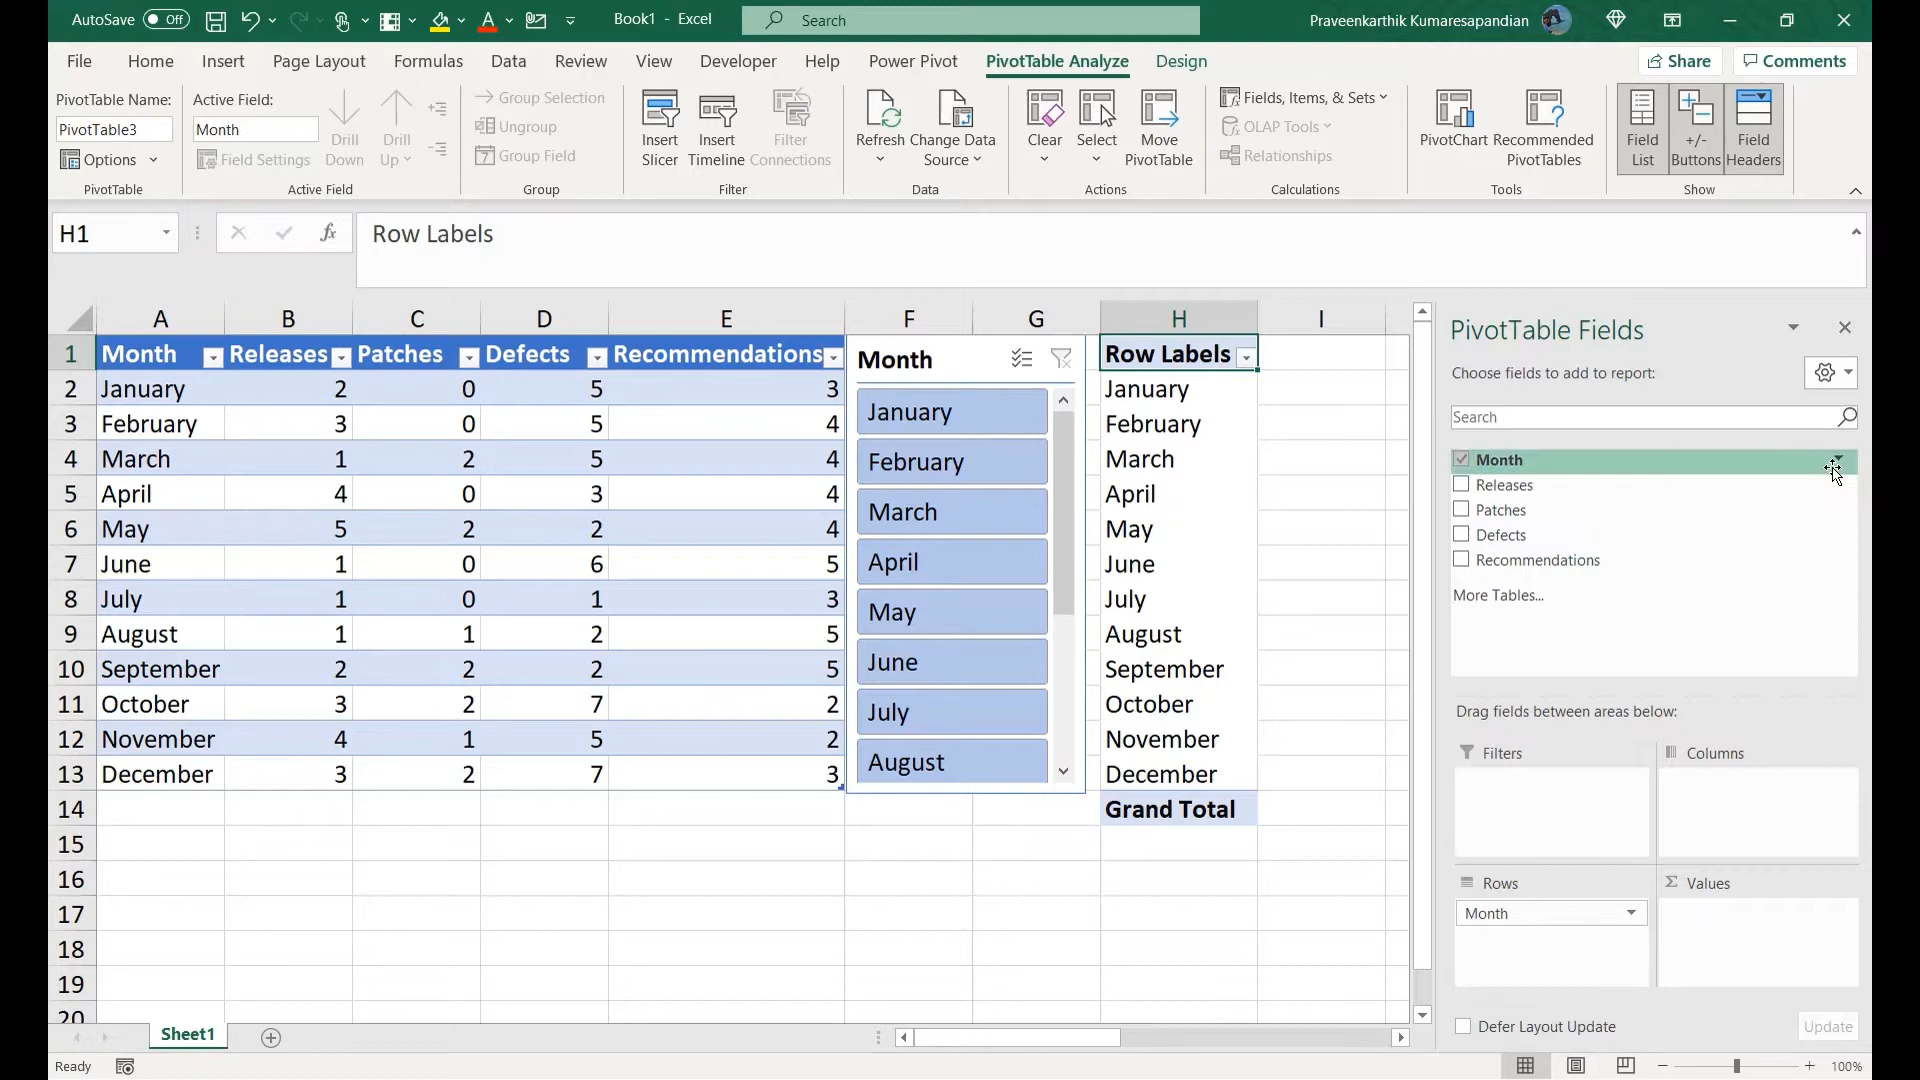 AutoSave Off Book1 - Excel Search Praveenkarthik Kumaresapandian
File Home Insert Page Layout Formulas Data Review View Developer Help Power Pivot PivotTable Analyze Design Share Comments
PivotTable Name:
PivotTable3
Options
PivotTable
Active Field:
Month
Field Settings
Drill Down
Drill Up
Active Field
Group Selection
Ungroup
Group Field
Group
Insert Slicer
Insert Timeline
Filter Connections
Filter
Refresh
Change Data Source
Data
Clear
Select
Move PivotTable
Actions
Fields, Items, & Sets
OLAP Tools
Relationships
Calculations
PivotChart
Recommended PivotTables
Tools
Field List
+/- Buttons
Field Headers
Show
H1 fx Row Labels
A B C D E F G H I
1 Month Releases Patches Defects Recommendations Row Labels
2 January 2 0 5 3 January
3 February 3 0 5 4 February
4 March 1 2 5 4 March
5 April 4 0 3 4 April
6 May 5 2 2 4 May
7 June 1 0 6 5 June
8 July 1 0 1 3 July
9 August 1 1 2 5 August
10 September 2 2 2 5 September
11 October 3 2 7 2 October
12 November 4 1 5 2 November
13 December 3 2 7 3 December
14 Grand Total
15
16
17
18
19
20
Month
January
February
March
April
May
June
July
August
PivotTable Fields
Choose fields to add to report:
Search
Month
Releases
Patches
Defects
Recommendations
More Tables...
Drag fields between areas below:
Filters Columns
Rows Σ Values
Month
Defer Layout Update Update
Sheet1
Ready 100%